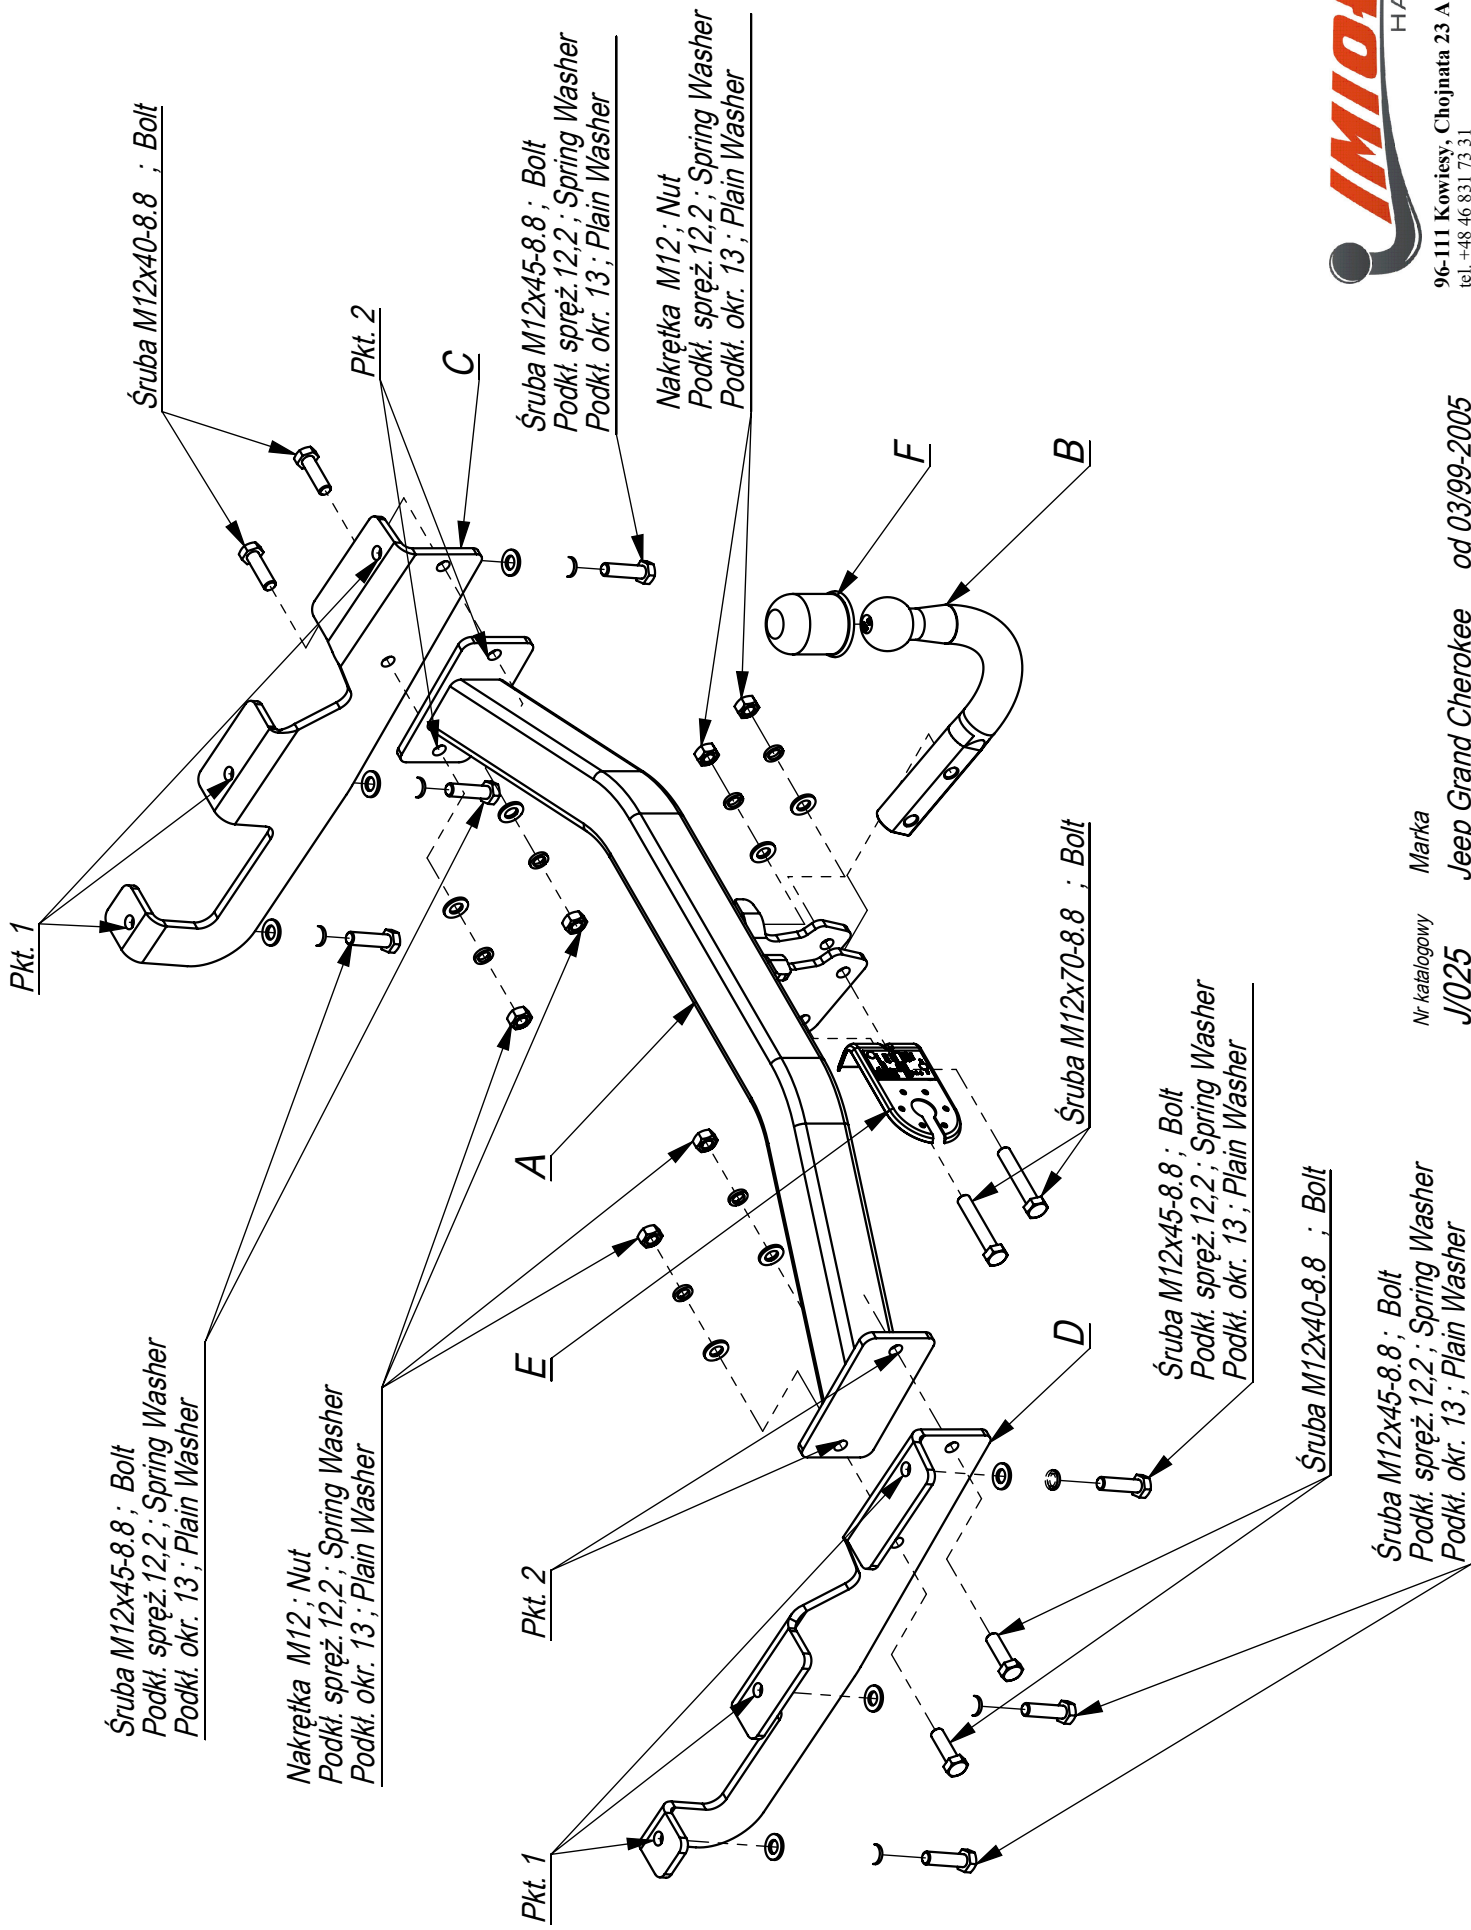 Pkt. 1
Śruba M12x40-8.8 ; Bolt
Pkt. 2
C
Śruba M12x45-8.8 ; Bolt
Podkł. spręż.12,2 ; Spring Washer
Podkł. okr. 13 ; Plain Washer
Nakrętka M12 ; Nut
Podkł. spręż.12,2 ; Spring Washer
Podkł. okr. 13 ; Plain Washer
F
B
Śruba M12x45-8.8 ; Bolt
Podkł. spręż.12,2 ; Spring Washer
Podkł. okr. 13 ; Plain Washer
Nakrętka M12 ; Nut
Podkł. spręż.12,2 ; Spring Washer
Podkł. okr. 13 ; Plain Washer
A
E
Śruba M12x70-8.8 ; Bolt
Pkt. 2
Pkt. 1
D
Śruba M12x45-8.8 ; Bolt
Podkł. spręż.12,2 ; Spring Washer
Podkł. okr. 13 ; Plain Washer
Śruba M12x40-8.8 ; Bolt
Śruba M12x45-8.8 ; Bolt
Podkł. spręż.12,2 ; Spring Washer
Podkł. okr. 13 ; Plain Washer
Nr katalogowy Marka
J/025 Jeep Grand Cherokee od 03/99-2005
96-111 Kowiesy, Chojnata 23 A
tel. +48 46 831 73 31